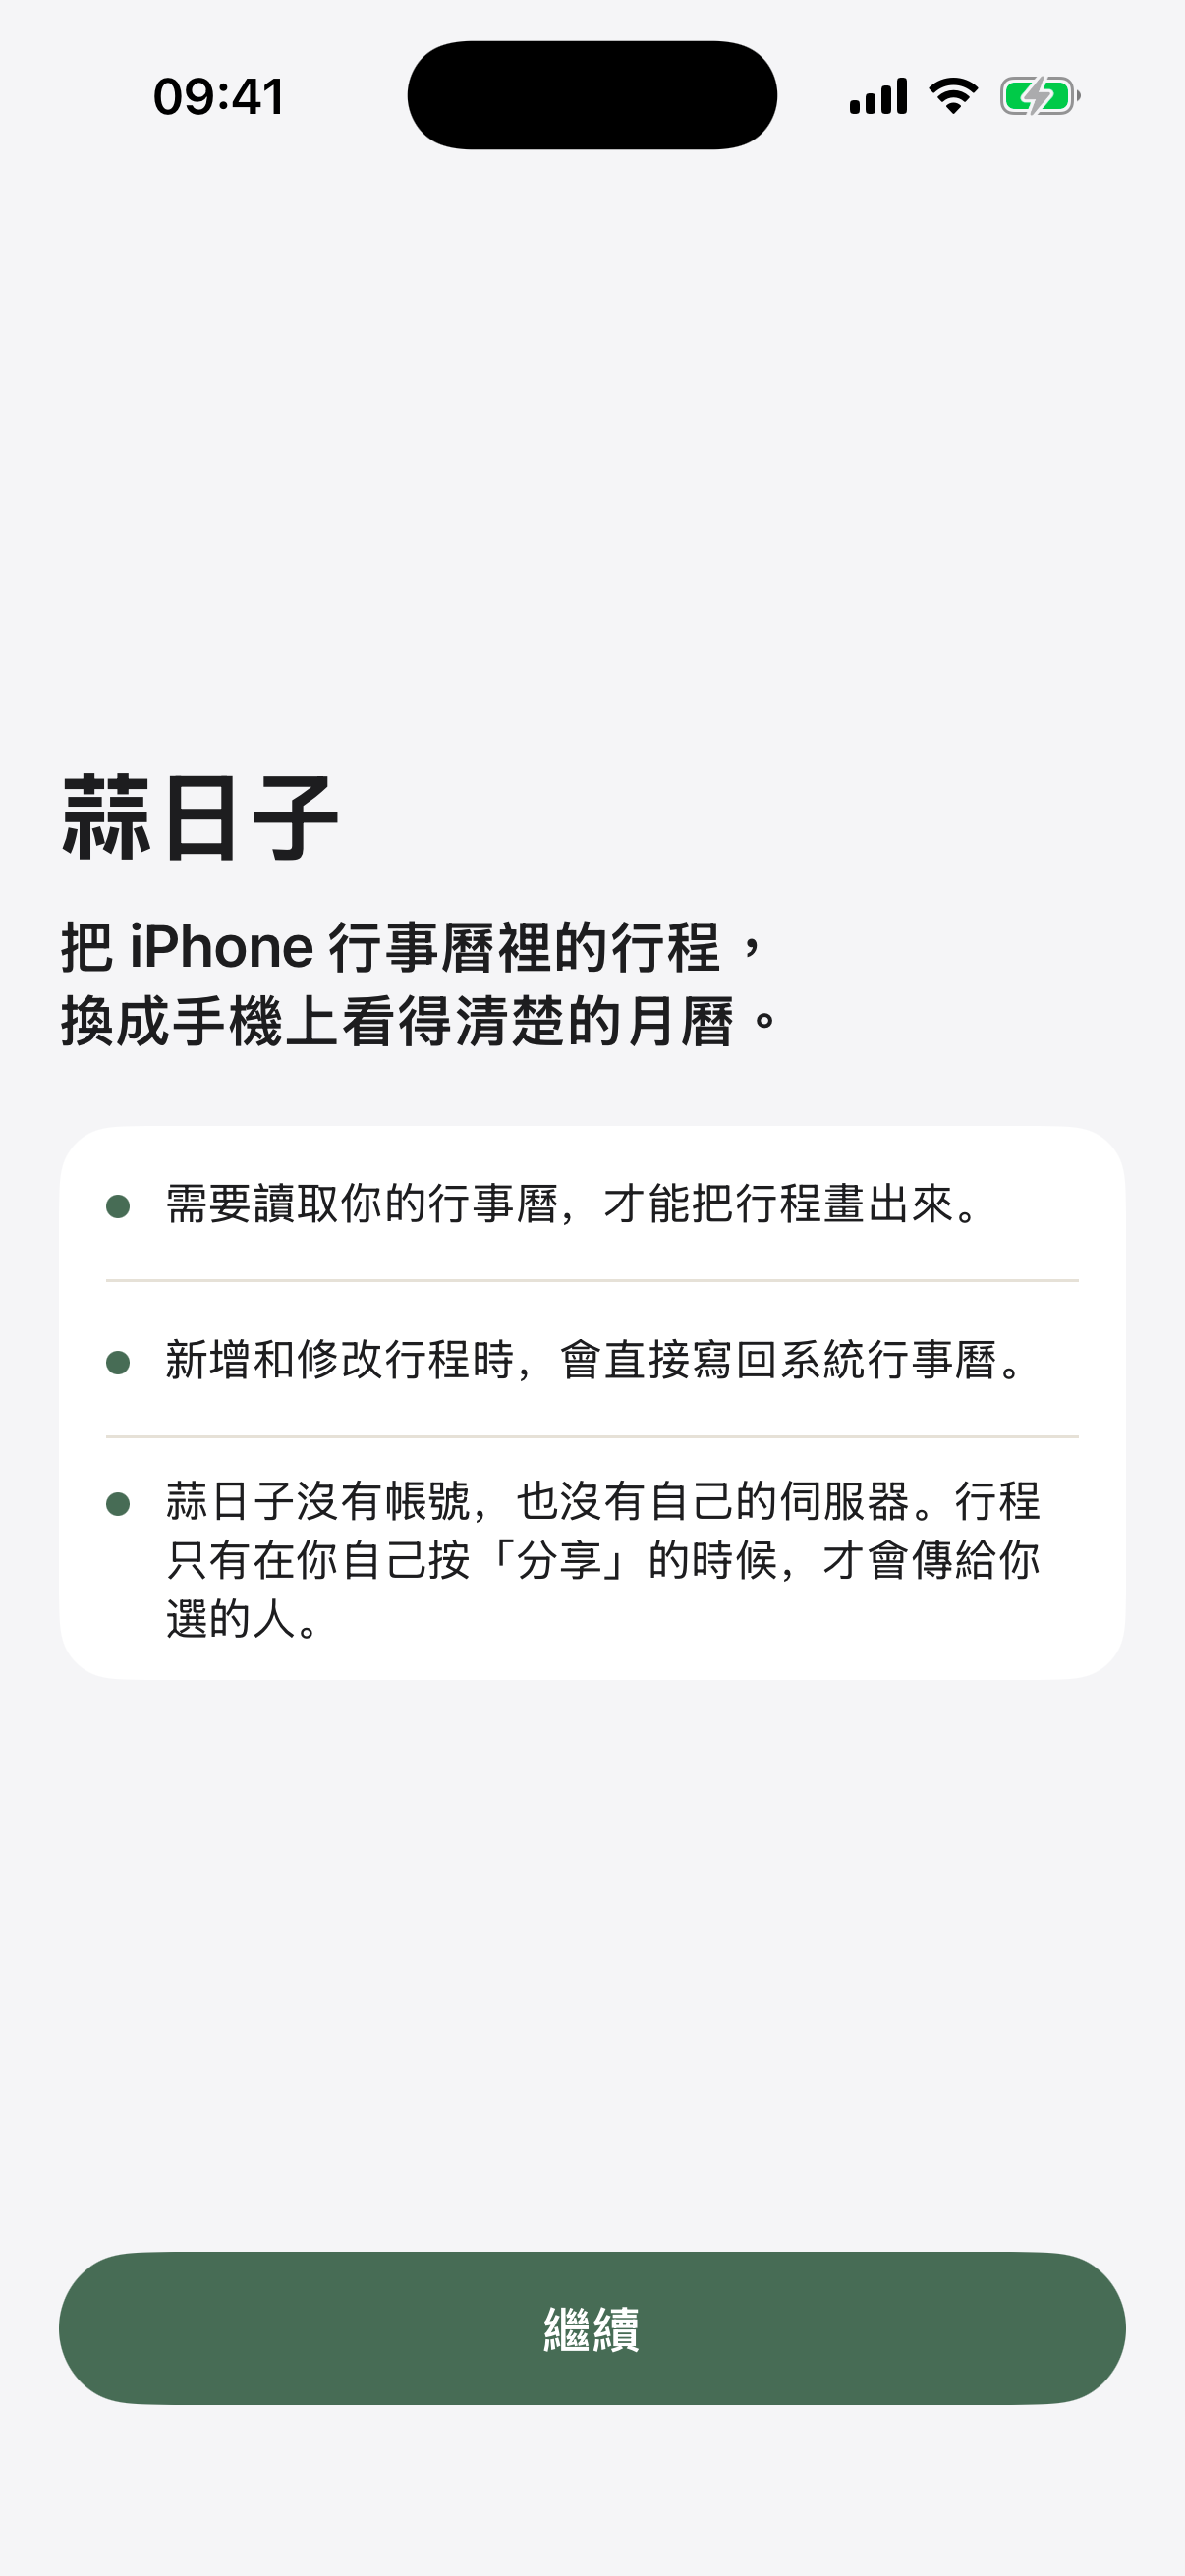 09:41
蒜日子
把 iPhone 行事曆裡的行程，
換成手機上看得清楚的月曆。
需要讀取你的行事曆，才能把行程畫出來。
新增和修改行程時，會直接寫回系統行事曆。
蒜日子沒有帳號，也沒有自己的伺服器。行程
只有在你自己按「分享」的時候，才會傳給你
選的人。
繼續